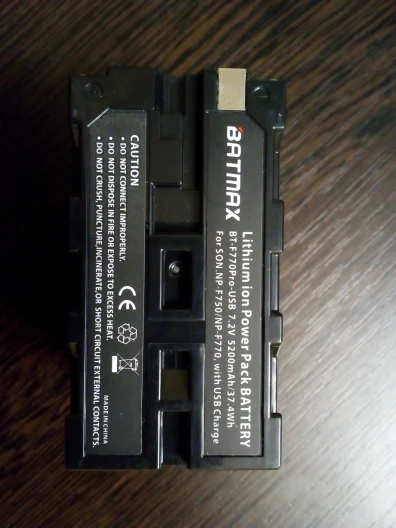 BATMAX
Lithium ion Power Pack BATTERY
BT-F770Pro-USB 7.2V 5200mAh/37.4Wh
For SON.NP-F750/NP-F770, with USB Charge
CAUTION
• DO NOT CONNECT IMPROPERLY.
• DO NOT DISPOSE IN FIRE OR EXPOSE TO EXCESS HEAT.
• DO NOT CRUSH, PUNCTURE,INCINERATE,OR SHORT CIRCUIT EXTERNAL CONTACTS.
CE
MADE IN CHINA